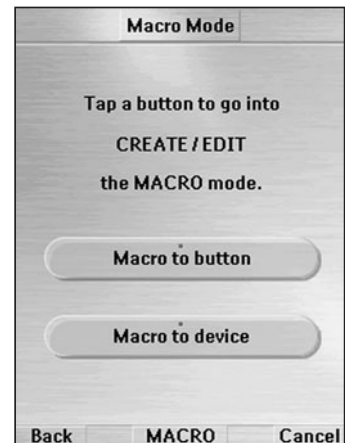 Macro Mode
Tap a button to go into
CREATE / EDIT
the MACRO mode.
Macro to button
Macro to device
Back MACRO Cancel